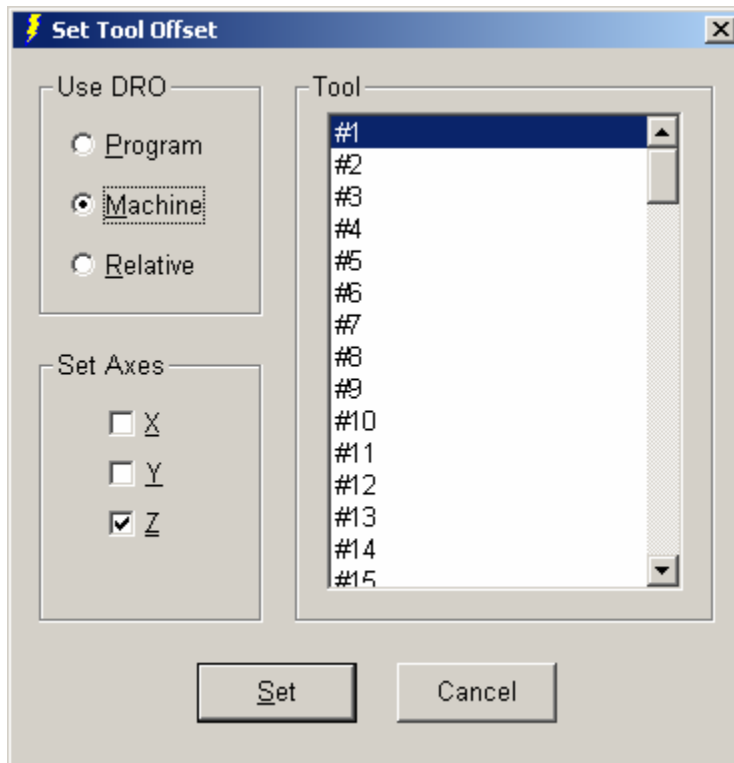 Set Tool Offset
Use DRO
Program
Machine
Relative
Set Axes
X
Y
Z
Tool
#1
#2
#3
#4
#5
#6
#7
#8
#9
#10
#11
#12
#13
#14
#15
Set
Cancel